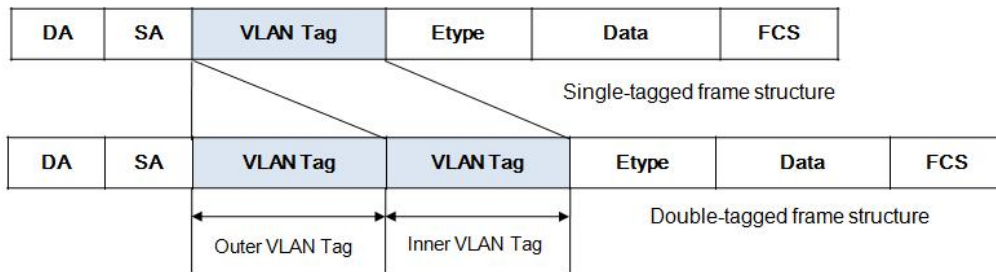 DA SA VLAN Tag Etype Data FCS
Single-tagged frame structure
DA SA VLAN Tag VLAN Tag Etype Data FCS
Double-tagged frame structure
Outer VLAN Tag Inner VLAN Tag